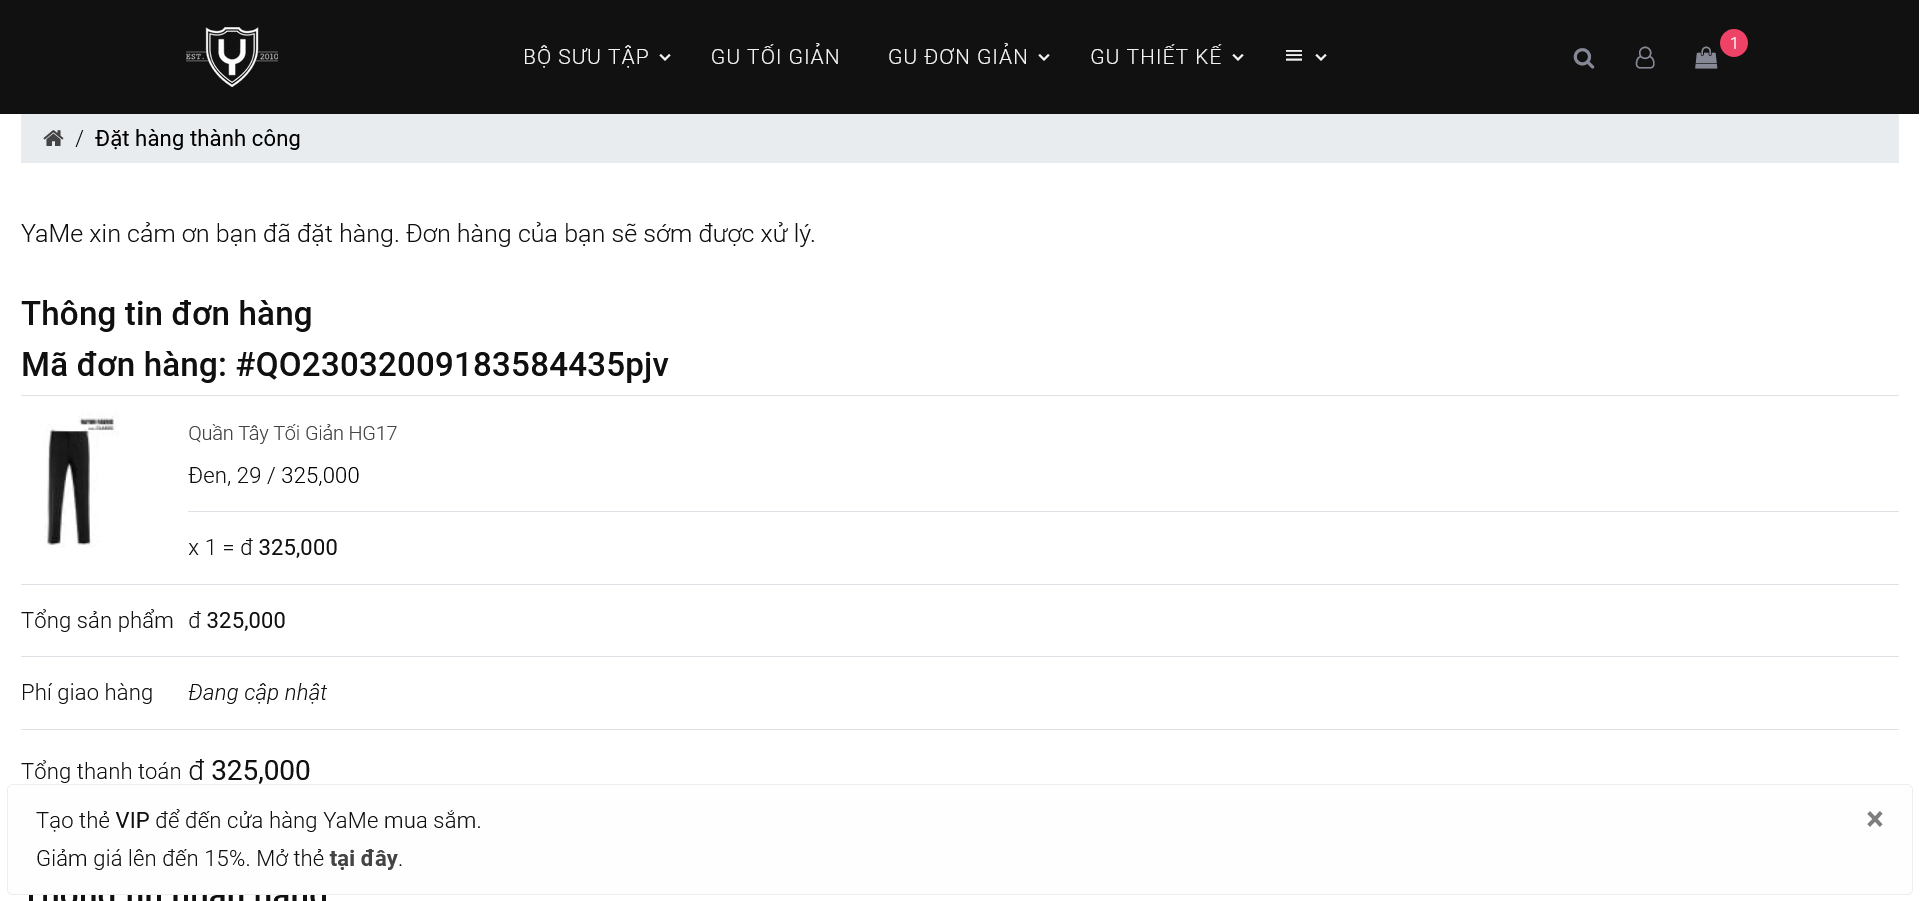 EST. Y 2010
BỘ SƯU TẬP GU TỐI GIẢN GU ĐƠN GIẢN GU THIẾT KẾ
1
/ Đặt hàng thành công
YaMe xin cảm ơn bạn đã đặt hàng. Đơn hàng của bạn sẽ sớm được xử lý.
Thông tin đơn hàng
Mã đơn hàng: #QO23032009183584435pjv
Quần Tây Tối Giản HG17
Đen, 29 / 325,000
x 1 = đ 325,000
Tổng sản phẩm đ 325,000
Phí giao hàng Đang cập nhật
Tổng thanh toán đ 325,000
Tạo thẻ VIP để đến cửa hàng YaMe mua sắm.
×
Giảm giá lên đến 15%. Mở thẻ tại đây.
Thông tin nhận hàng